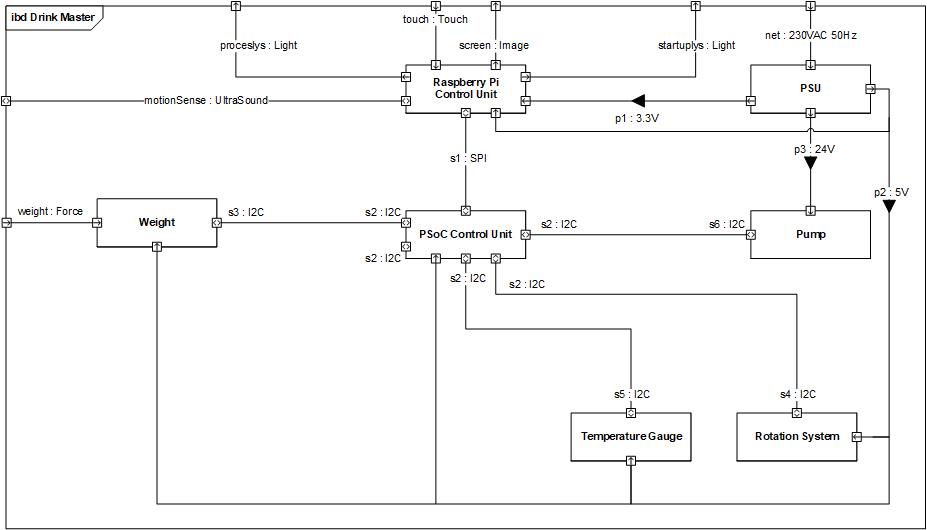 ibd Drink Master
touch : Touch
proceslys : Light
screen : Image
startuplys : Light
net : 230VAC 50Hz
Raspberry Pi
Control Unit
PSU
motionSense : UltraSound
p1 : 3.3V
p3 : 24V
s1 : SPI
p2 : 5V
weight : Force
s3 : I2C
s2 : I2C
Weight
s2 : I2C
s6 : I2C
PSoC Control Unit
Pump
s2 : I2C
s2 : I2C
s2 : I2C
s5 : I2C
s4 : I2C
Temperature Gauge
Rotation System